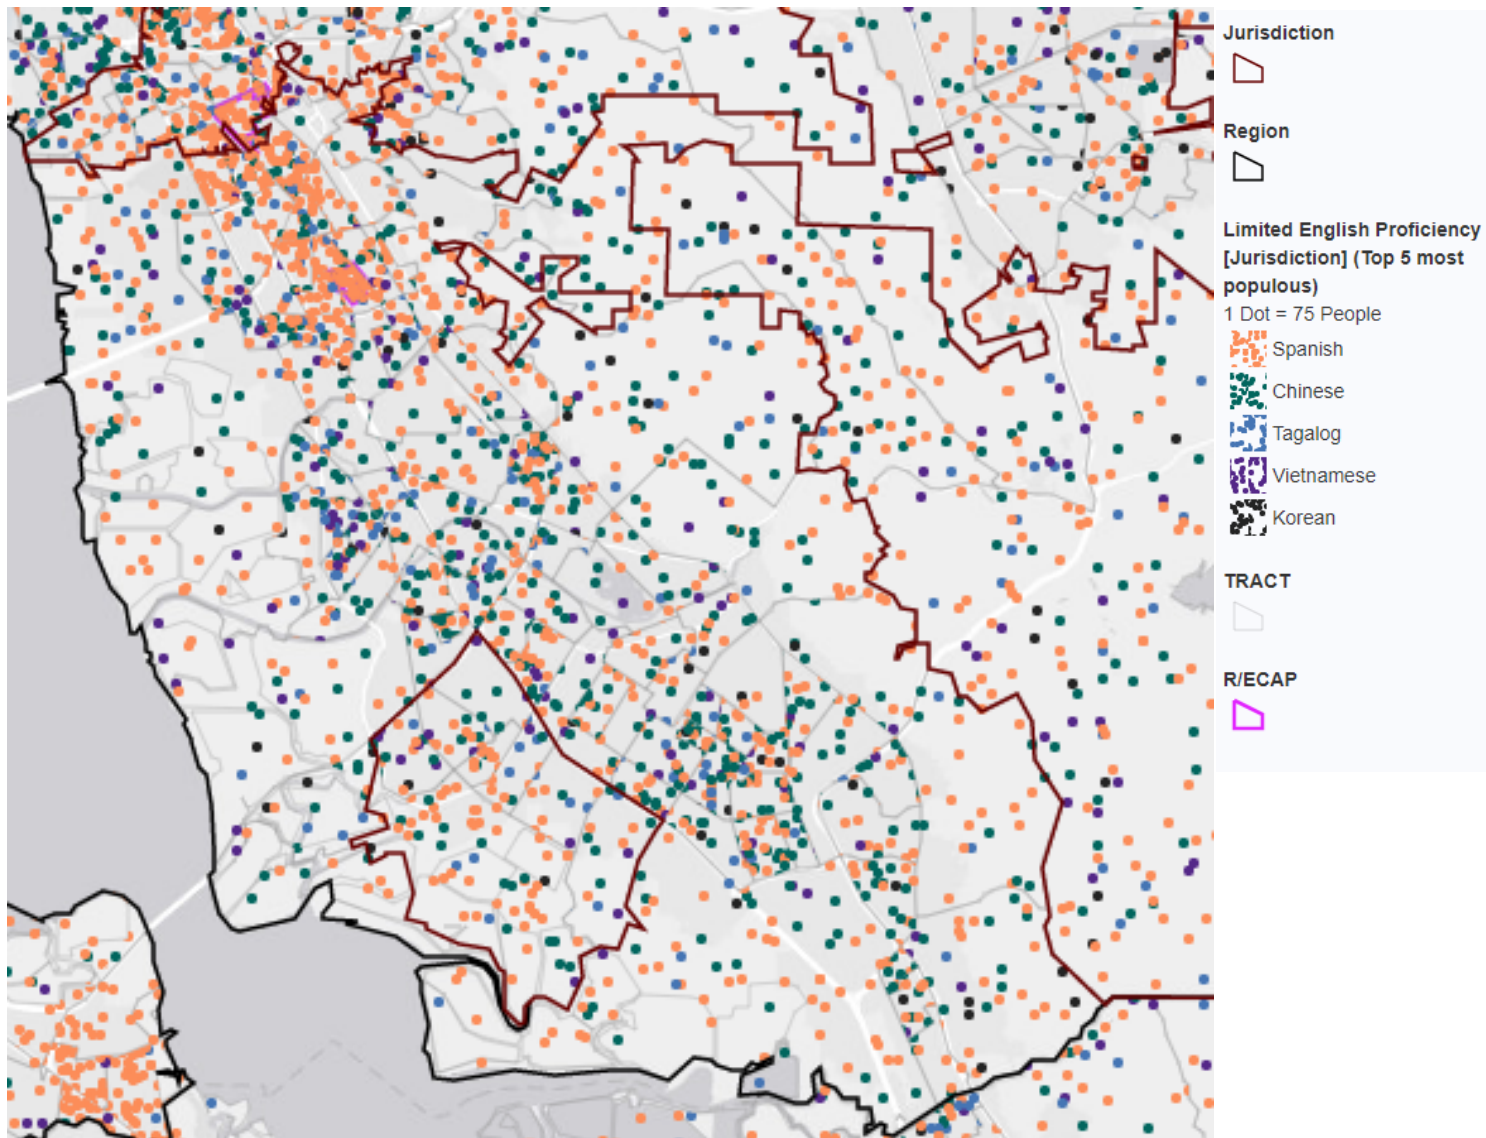 Jurisdiction
Region
Limited English Proficiency
[Jurisdiction] (Top 5 most
populous)
1 Dot = 75 People
Spanish
Chinese
Tagalog
Vietnamese
Korean
TRACT
R/ECAP